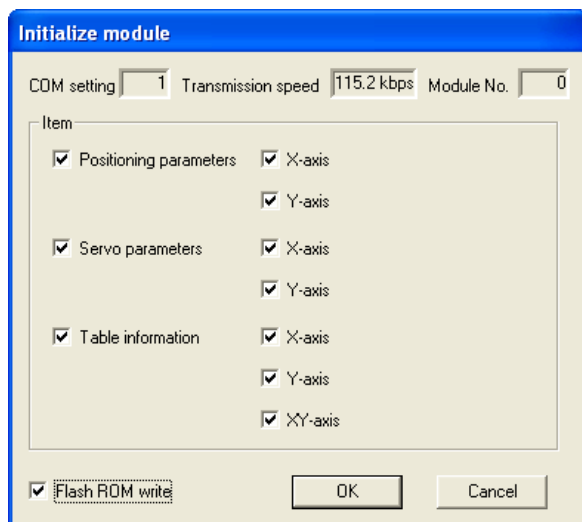 Initialize module
COM setting 1 Transmission speed 115.2 kbps Module No. 0
Item
Positioning parameters X-axis
Y-axis
Servo parameters X-axis
Y-axis
Table information X-axis
Y-axis
XY-axis
Flash ROM write OK Cancel